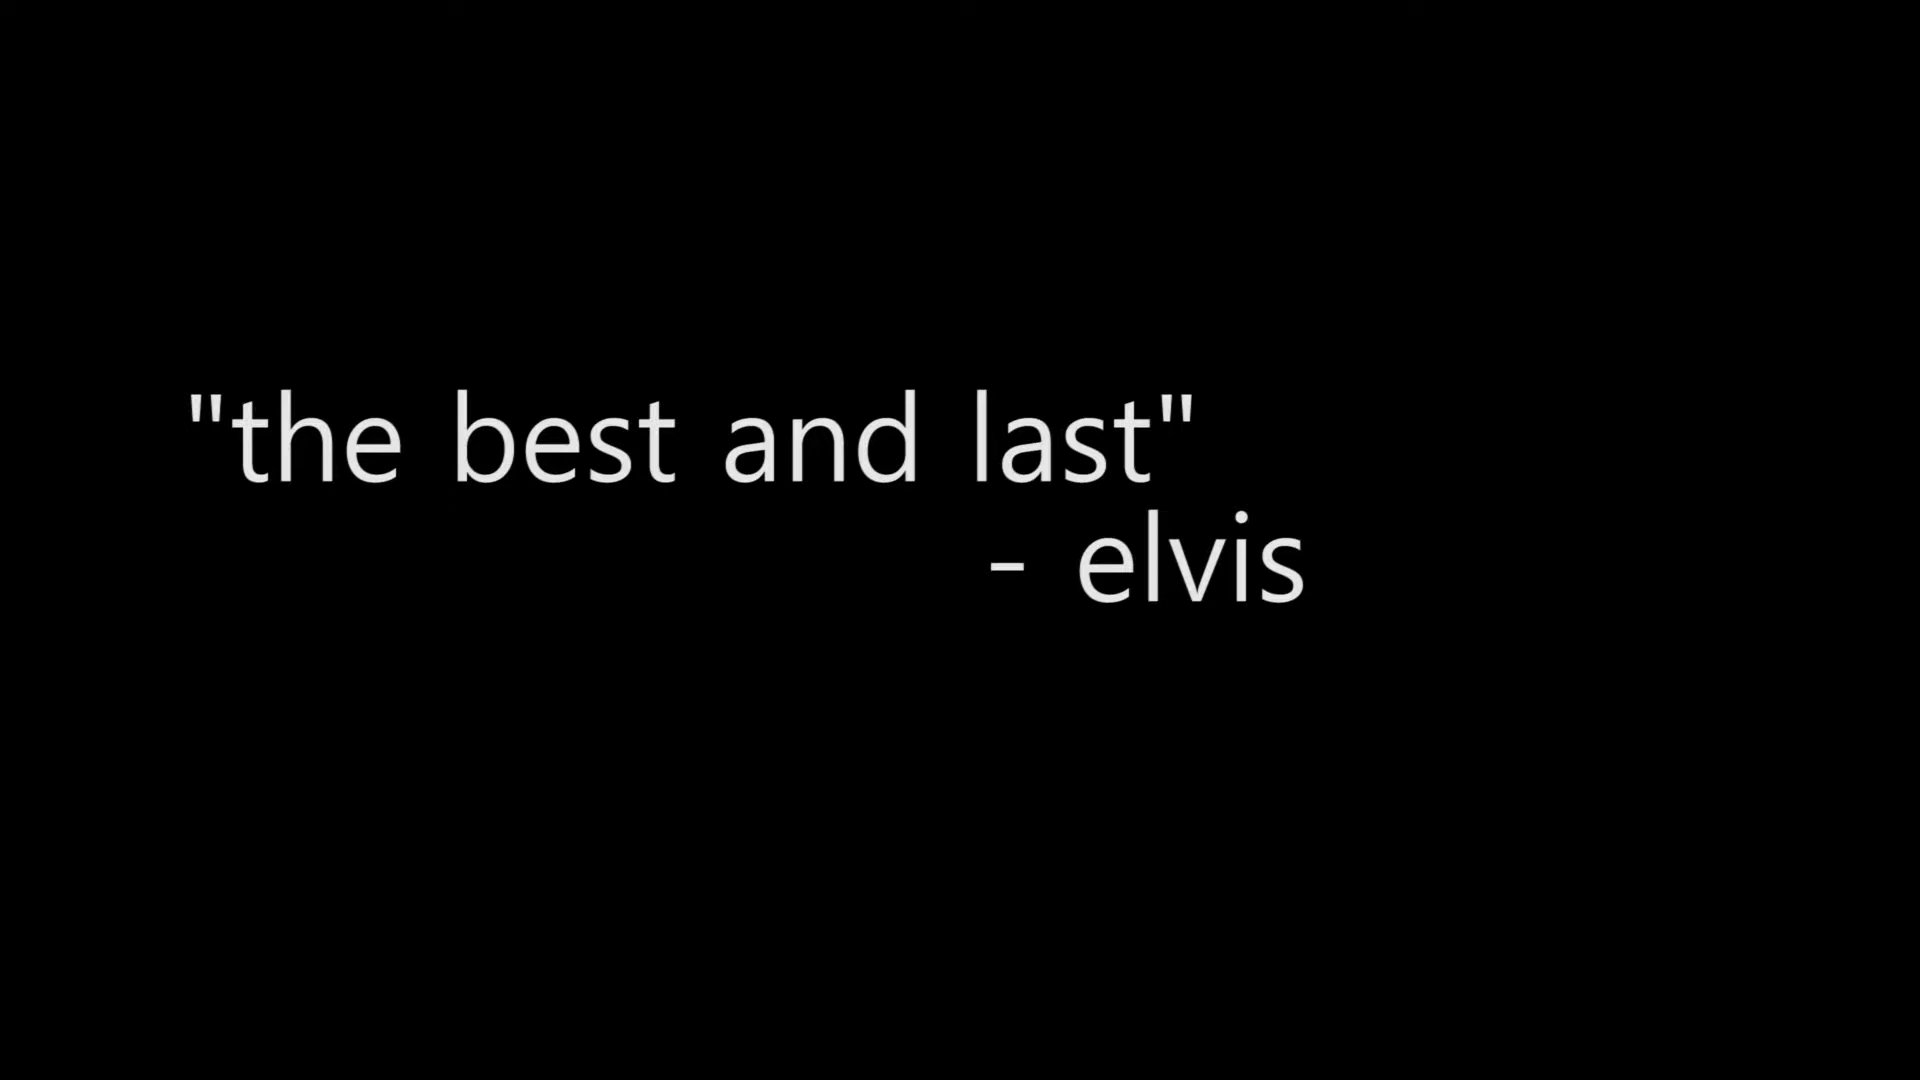 "the best and last"
- elvis